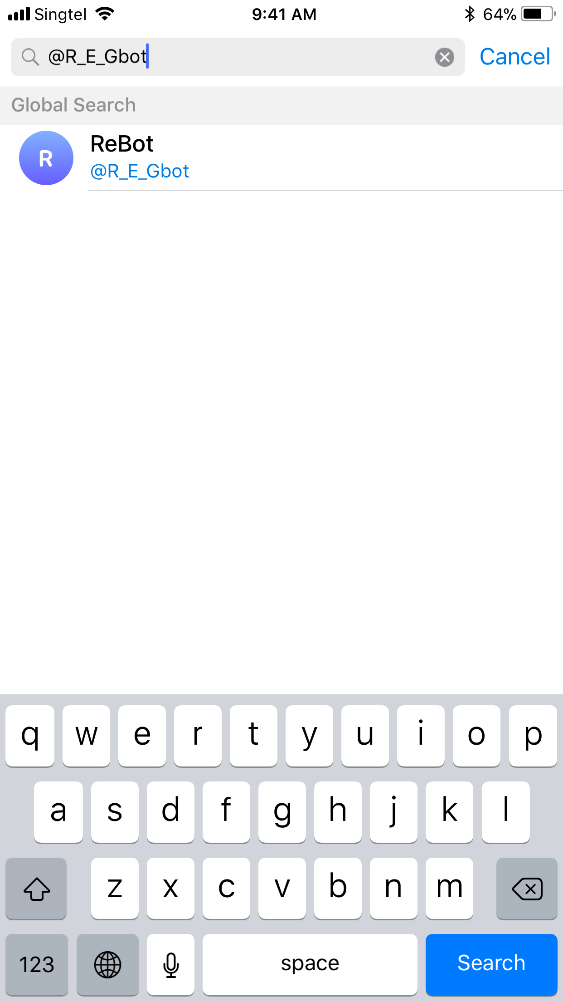 Singtel 9:41 AM 64%
@R_E_Gbot Cancel
Global Search
R ReBot
@R_E_Gbot
q w e r t y u i o p
a s d f g h j k l
z x c v b n m
123 space Search